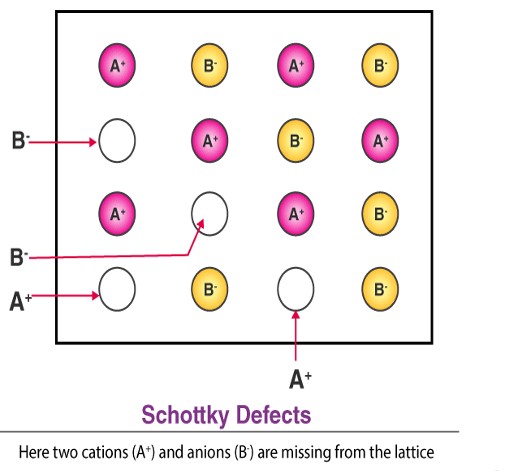 A⁺ B⁻ A⁺ B⁻
B⁻ A⁺ B⁻ A⁺
A⁺ A⁺ B⁻
B⁻
A⁺ B⁻ B⁻
A⁺
Schottky Defects
Here two cations (A⁺) and anions (B⁻) are missing from the lattice